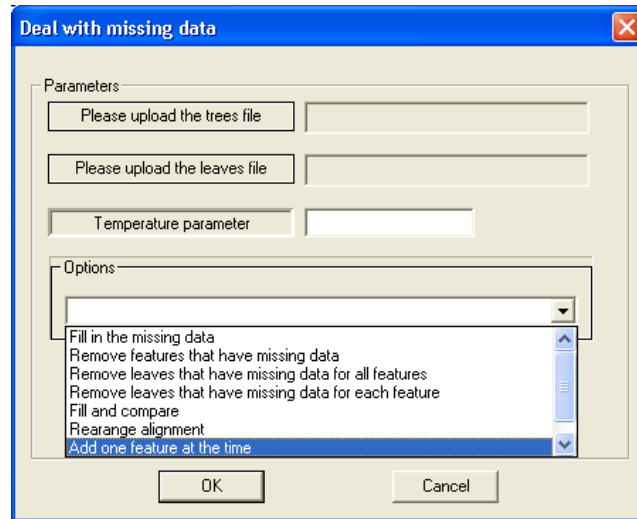 Deal with missing data
Parameters
Please upload the trees file
Please upload the leaves file
Temperature parameter
Options
Fill in the missing data
Remove features that have missing data
Remove leaves that have missing data for all features
Remove leaves that have missing data for each feature
Fill and compare
Rearange alignment
Add one feature at the time
OK Cancel